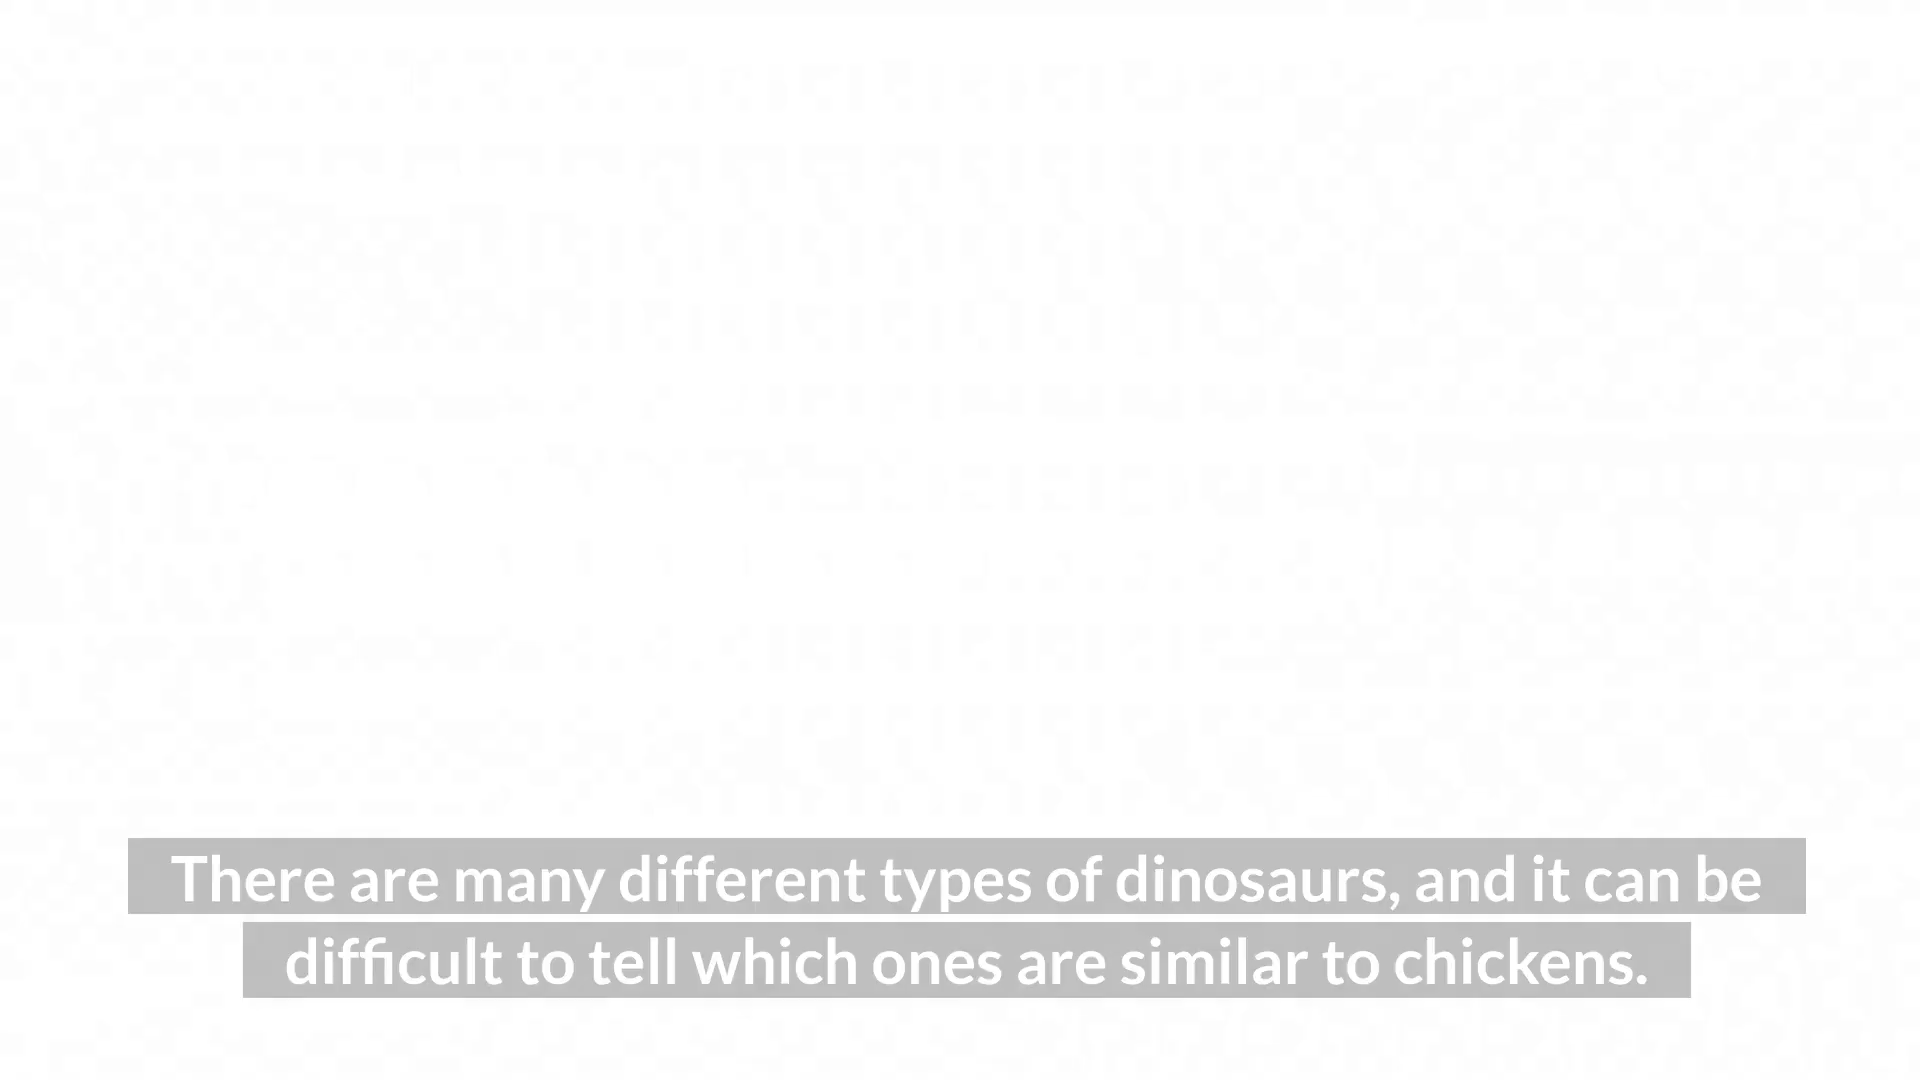 There are many different types of dinosaurs, and it can be
difficult to tell which ones are similar to chickens.